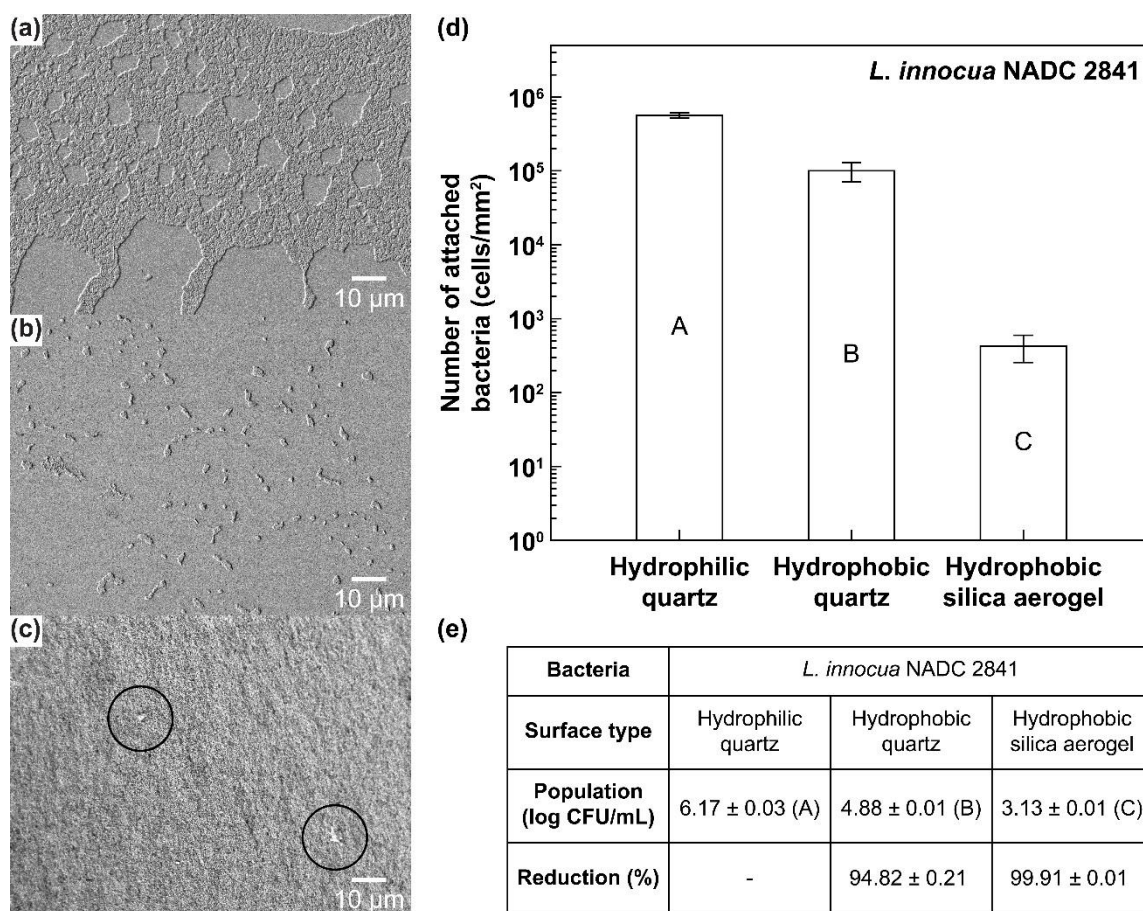 (a)
10 µm
(b)
10 µm
(c)
10 µm
(d)
L. innocua NADC 2841
Number of attached
bacteria (cells/mm²)
10⁶
10⁵
10⁴
10³
10²
10¹
10⁰
A
B
C
Hydrophilic
quartz
Hydrophobic
quartz
Hydrophobic
silica aerogel
(e)
Bacteria
L. innocua NADC 2841
Surface type
Hydrophilic
quartz
Hydrophobic
quartz
Hydrophobic
silica aerogel
Population
(log CFU/mL)
6.17 ± 0.03 (A)
4.88 ± 0.01 (B)
3.13 ± 0.01 (C)
Reduction (%)
-
94.82 ± 0.21
99.91 ± 0.01